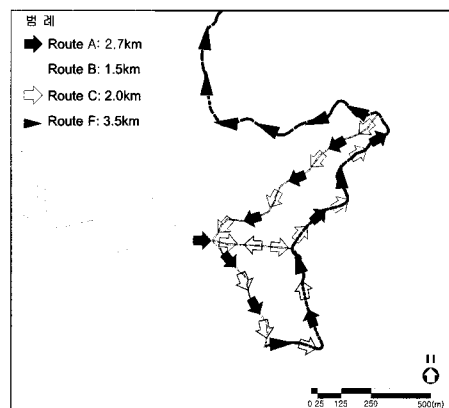 범 례
Route A: 2.7km
Route B: 1.5km
Route C: 2.0km
Route F: 3.5km
0 25 125 250 500(m)